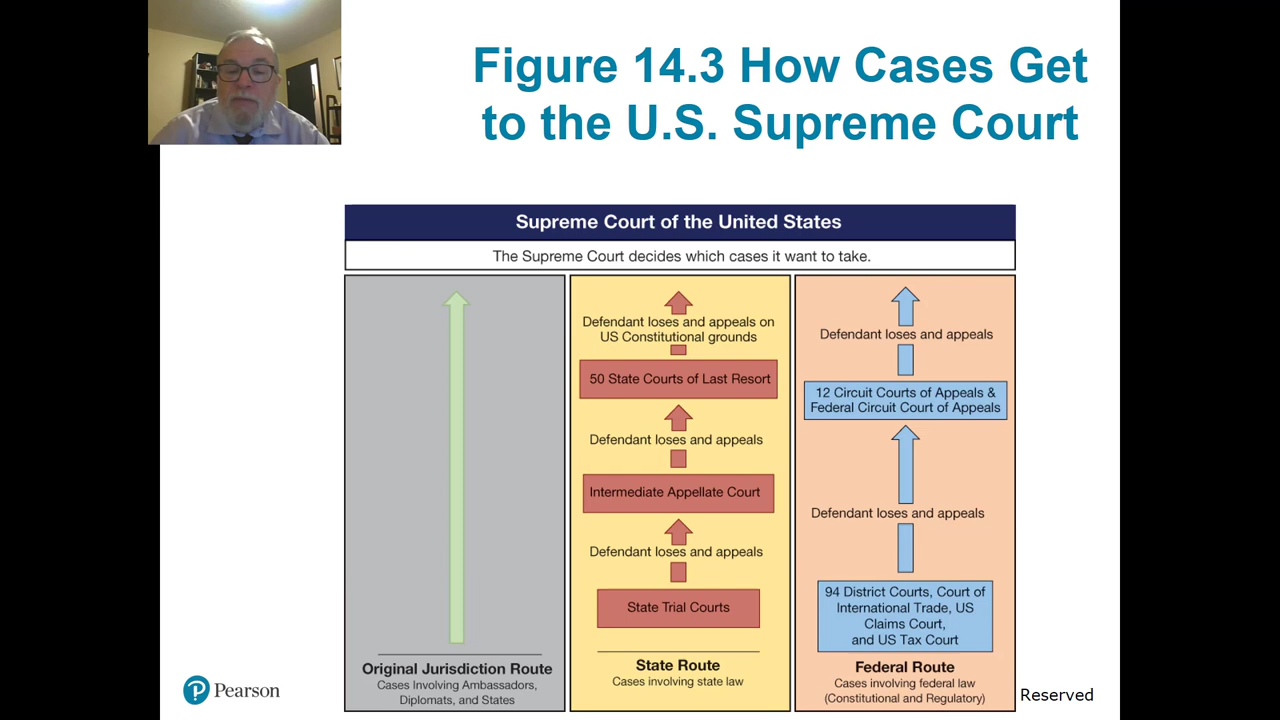 Figure 14.3 How Cases Get
to the U.S. Supreme Court
Supreme Court of the United States
The Supreme Court decides which cases it want to take.
Original Jurisdiction Route
Cases Involving Ambassadors,
Diplomats, and States
Defendant loses and appeals on
US Constitutional grounds
50 State Courts of Last Resort
Defendant loses and appeals
Intermediate Appellate Court
Defendant loses and appeals
State Trial Courts
State Route
Cases involving state law
Defendant loses and appeals
12 Circuit Courts of Appeals &
Federal Circuit Court of Appeals
Defendant loses and appeals
94 District Courts, Court of
International Trade, US
Claims Court,
and US Tax Court
Federal Route
Cases involving federal law
(Constitutional and Regulatory)
P Pearson
Reserved